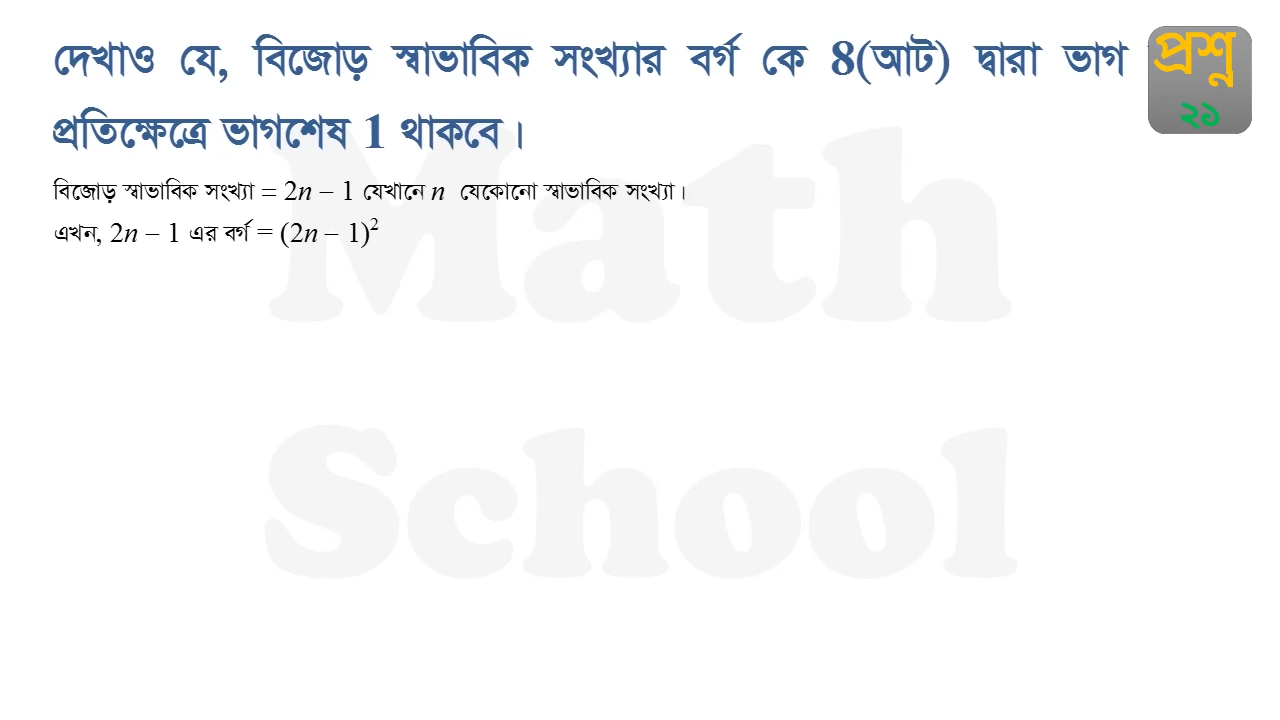 দেখাও যে, বিজোড় স্বাভাবিক সংখ্যার বর্গ কে 8(আট) দ্বারা ভাগ
প্রশ্ন
২১
প্রতিক্ষেত্রে ভাগশেষ 1 থাকবে।
বিজোড় স্বাভাবিক সংখ্যা = 2n − 1 যেখানে n যেকোনো স্বাভাবিক সংখ্যা।
এখন, 2n − 1 এর বর্গ = (2n − 1)²
Math
School